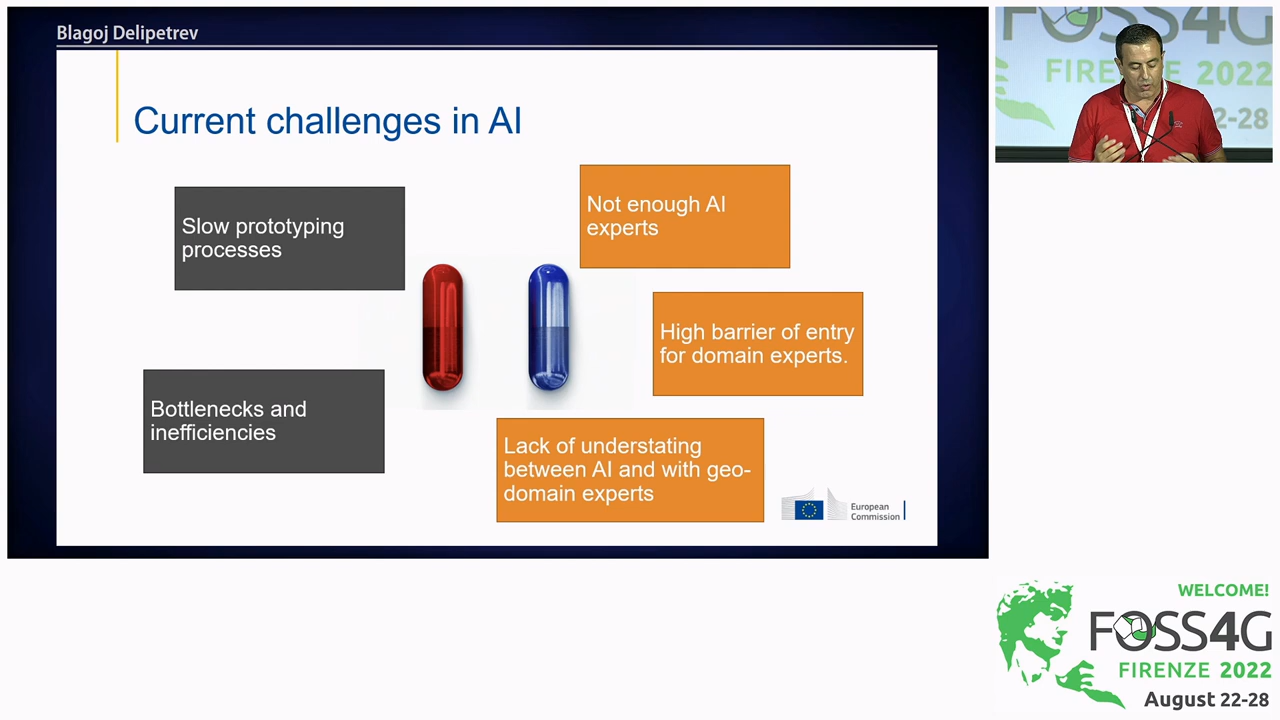 Blagoj Delipetrev
Current challenges in AI
Slow prototyping
processes
Not enough AI
experts
High barrier of entry
for domain experts.
Bottlenecks and
inefficiencies
Lack of understating
between AI and with geo-
domain experts
European
Commission
FOSS4G
FIRENZE 2022
2-28
WELCOME!
FOSS4G
FIRENZE 2022
August 22-28